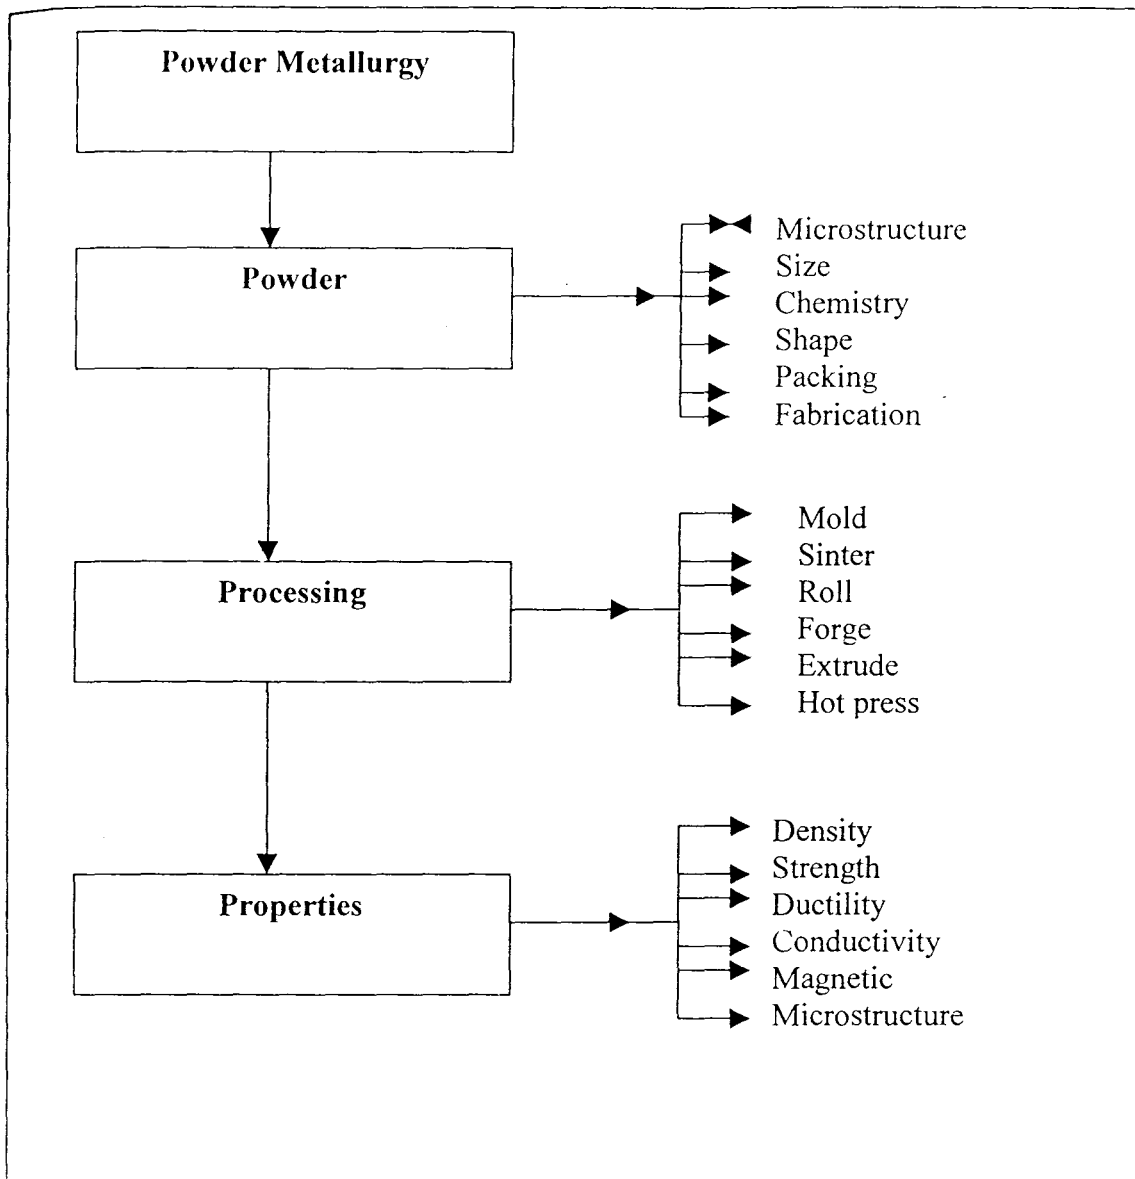 Powder Metallurgy
Powder
Microstructure
Size
Chemistry
Shape
Packing
Fabrication
Processing
Mold
Sinter
Roll
Forge
Extrude
Hot press
Properties
Density
Strength
Ductility
Conductivity
Magnetic
Microstructure